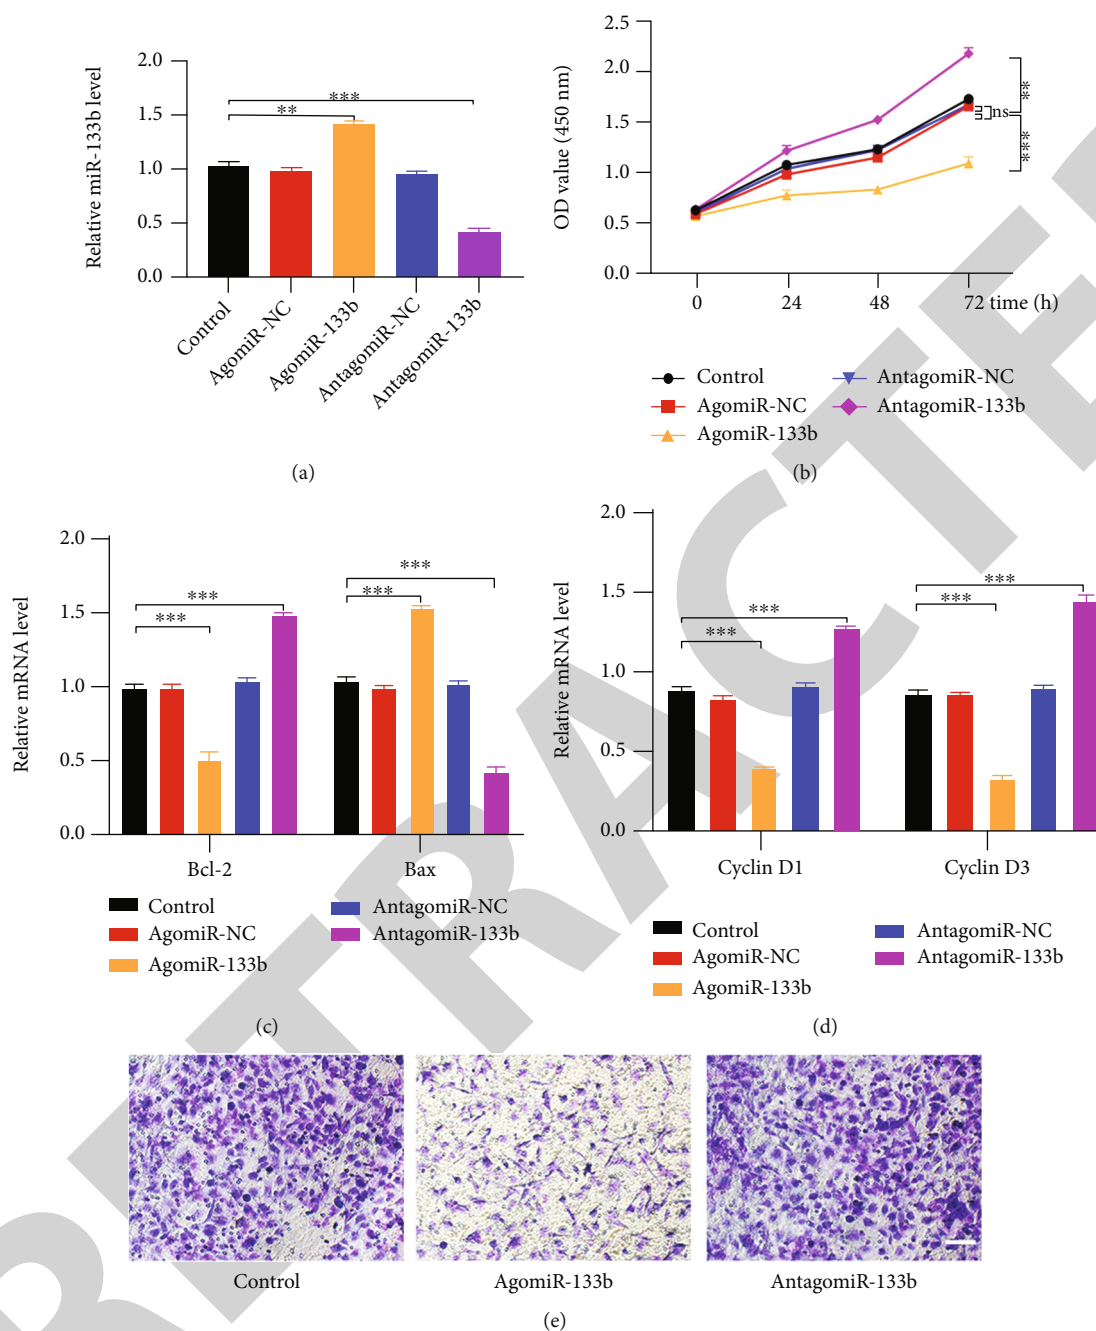 2.0
1.5
1.0
0.5
0.0
Relative miR-133b level
***
**
Control
AgomiR-NC
AgomiR-133b
AntagomiR-NC
AntagomiR-133b
(a)
2.5
2.0
1.5
1.0
0.5
0.0
OD value (450 nm)
**
ns
***
0 24 48 72 time (h)
Control
AgomiR-NC
AgomiR-133b
AntagomiR-NC
AntagomiR-133b
(b)
2.0
1.5
1.0
0.5
0.0
Relative mRNA level
***
***
***
***
Bcl-2 Bax
Control
AgomiR-NC
AgomiR-133b
AntagomiR-NC
AntagomiR-133b
(c)
2.0
1.5
1.0
0.5
0.0
Relative mRNA level
***
***
***
***
Cyclin D1 Cyclin D3
Control
AgomiR-NC
AgomiR-133b
AntagomiR-NC
AntagomiR-133b
(d)
Control AgomiR-133b AntagomiR-133b
(e)
RETRACTE